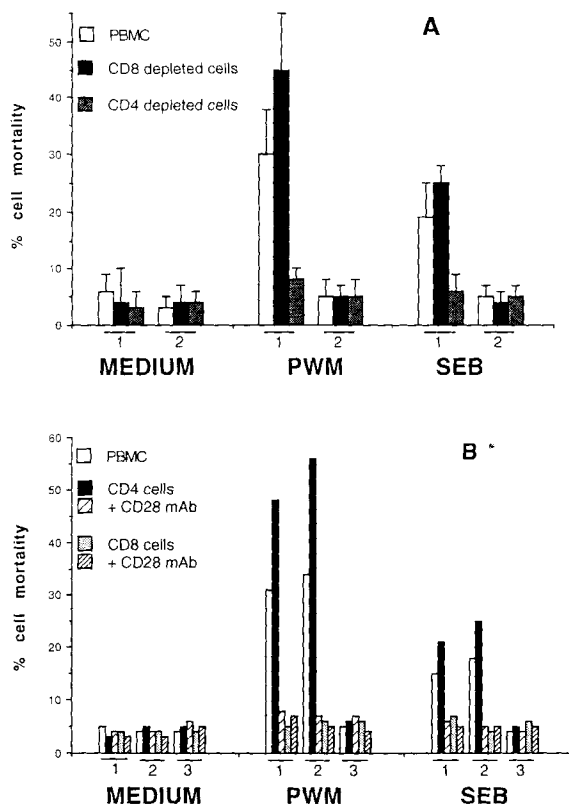 A
PBMC
CD8 depleted cells
CD4 depleted cells
% cell mortality
50
40
30
20
10
0
1 2 1 2 1 2
MEDIUM PWM SEB
B *
PBMC
CD4 cells
+ CD28 mAb
CD8 cells
+ CD28 mAb
% cell mortality
60
50
40
30
20
10
0
1 2 3 1 2 3 1 2 3
MEDIUM PWM SEB